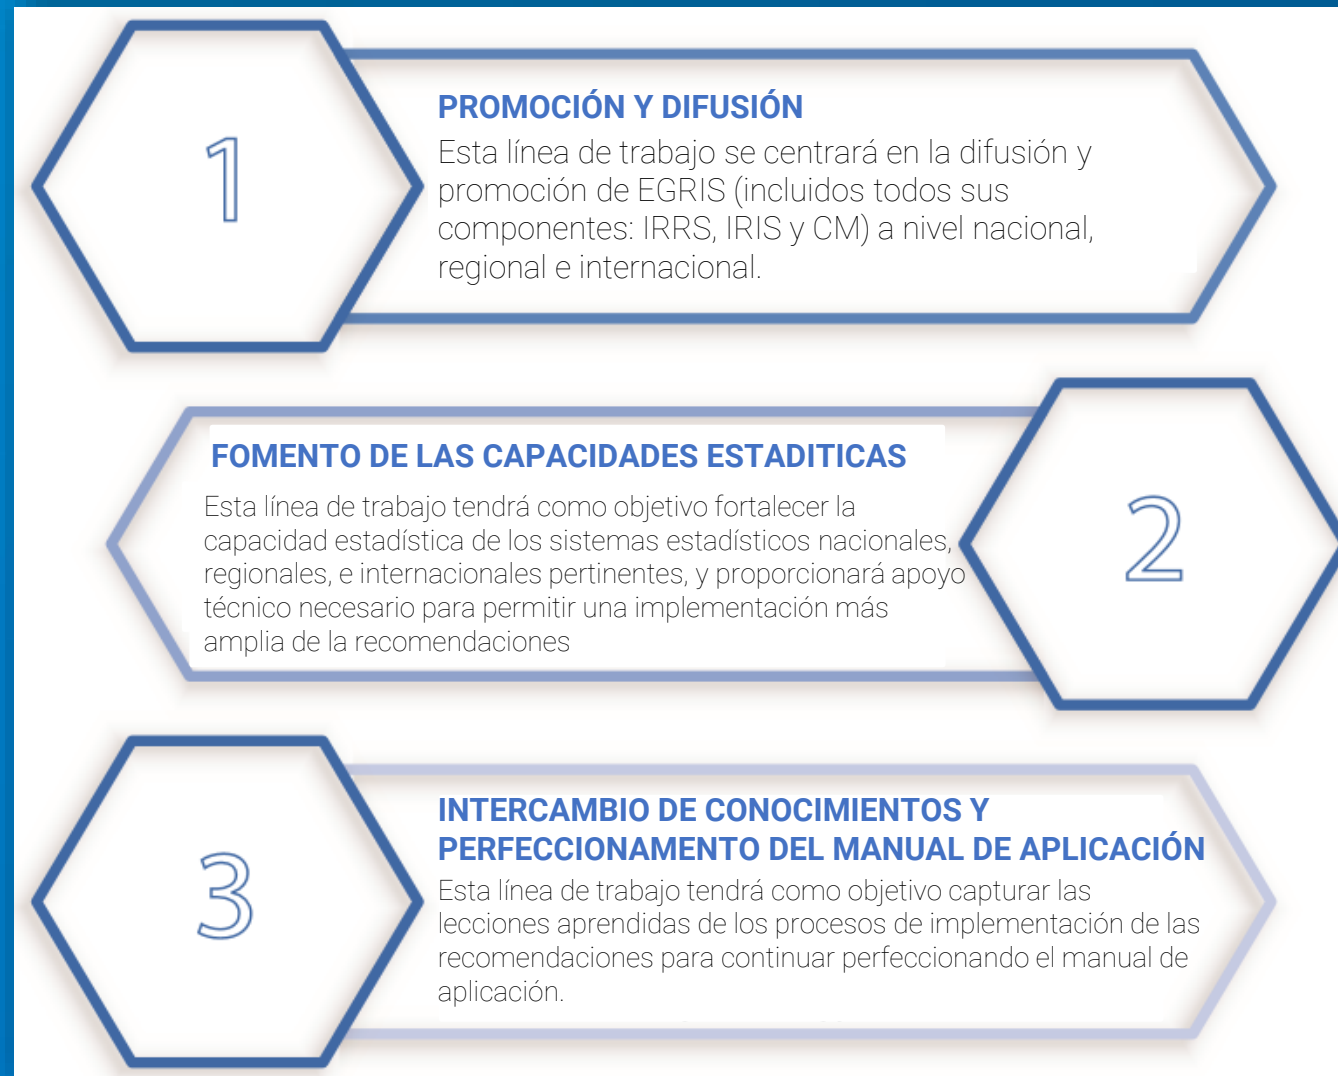 1
PROMOCIÓN Y DIFUSIÓN
Esta línea de trabajo se centrará en la difusión y
promoción de EGRIS (incluidos todos sus
componentes: IRRS, IRIS y CM) a nivel nacional,
regional e internacional.
FOMENTO DE LAS CAPACIDADES ESTADITICAS
Esta línea de trabajo tendrá como objetivo fortalecer la
capacidad estadística de los sistemas estadísticos nacionales,
regionales, e internacionales pertinentes, y proporcionará apoyo
técnico necesario para permitir una implementación más
amplia de la recomendaciones
2
3
INTERCAMBIO DE CONOCIMIENTOS Y
PERFECCIONAMENTO DEL MANUAL DE APLICACIÓN
Esta línea de trabajo tendrá como objetivo capturar las
lecciones aprendidas de los procesos de implementación de las
recomendaciones para continuar perfeccionando el manual de
aplicación.